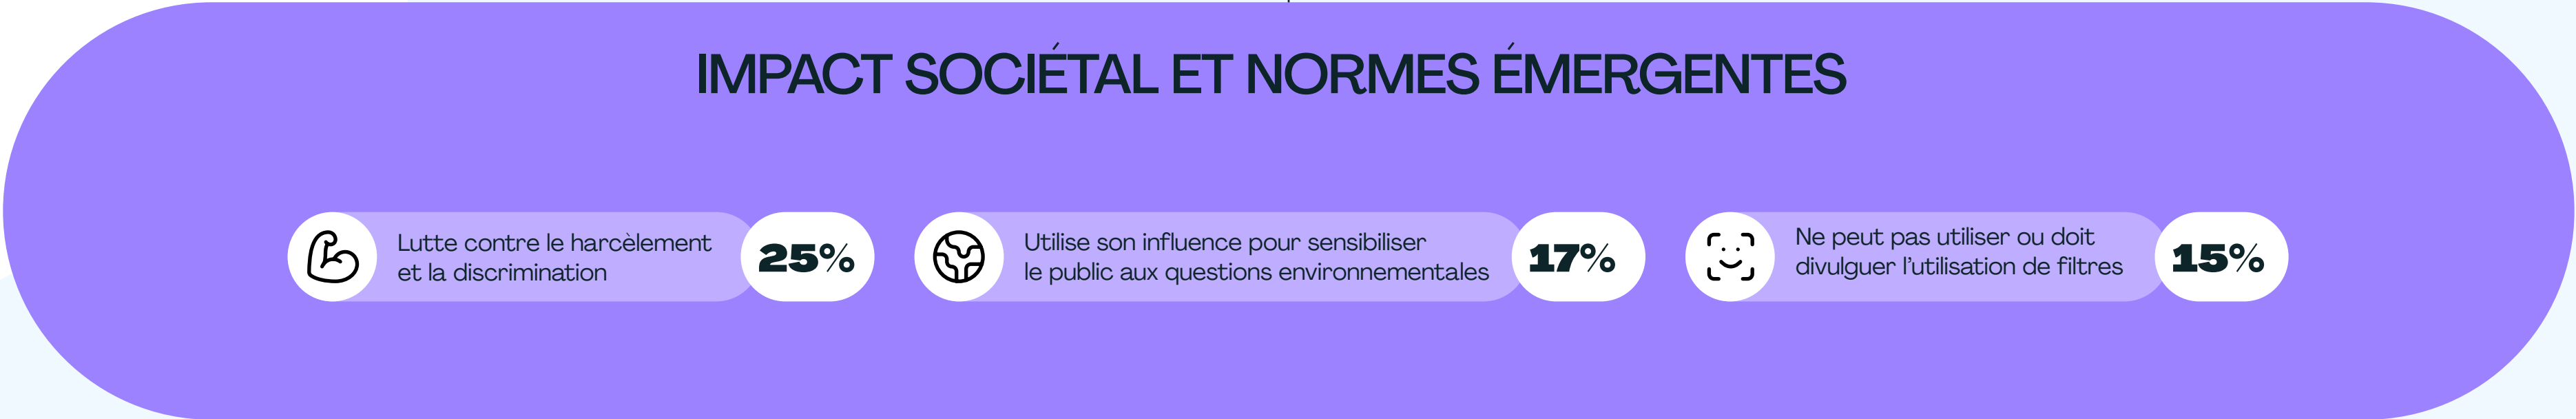 IMPACT SOCIÉTAL ET NORMES ÉMERGENTES
Lutte contre le harcèlement
et la discrimination
25%
Utilise son influence pour sensibiliser
le public aux questions environnementales
17%
Ne peut pas utiliser ou doit
divulguer l’utilisation de filtres
15%